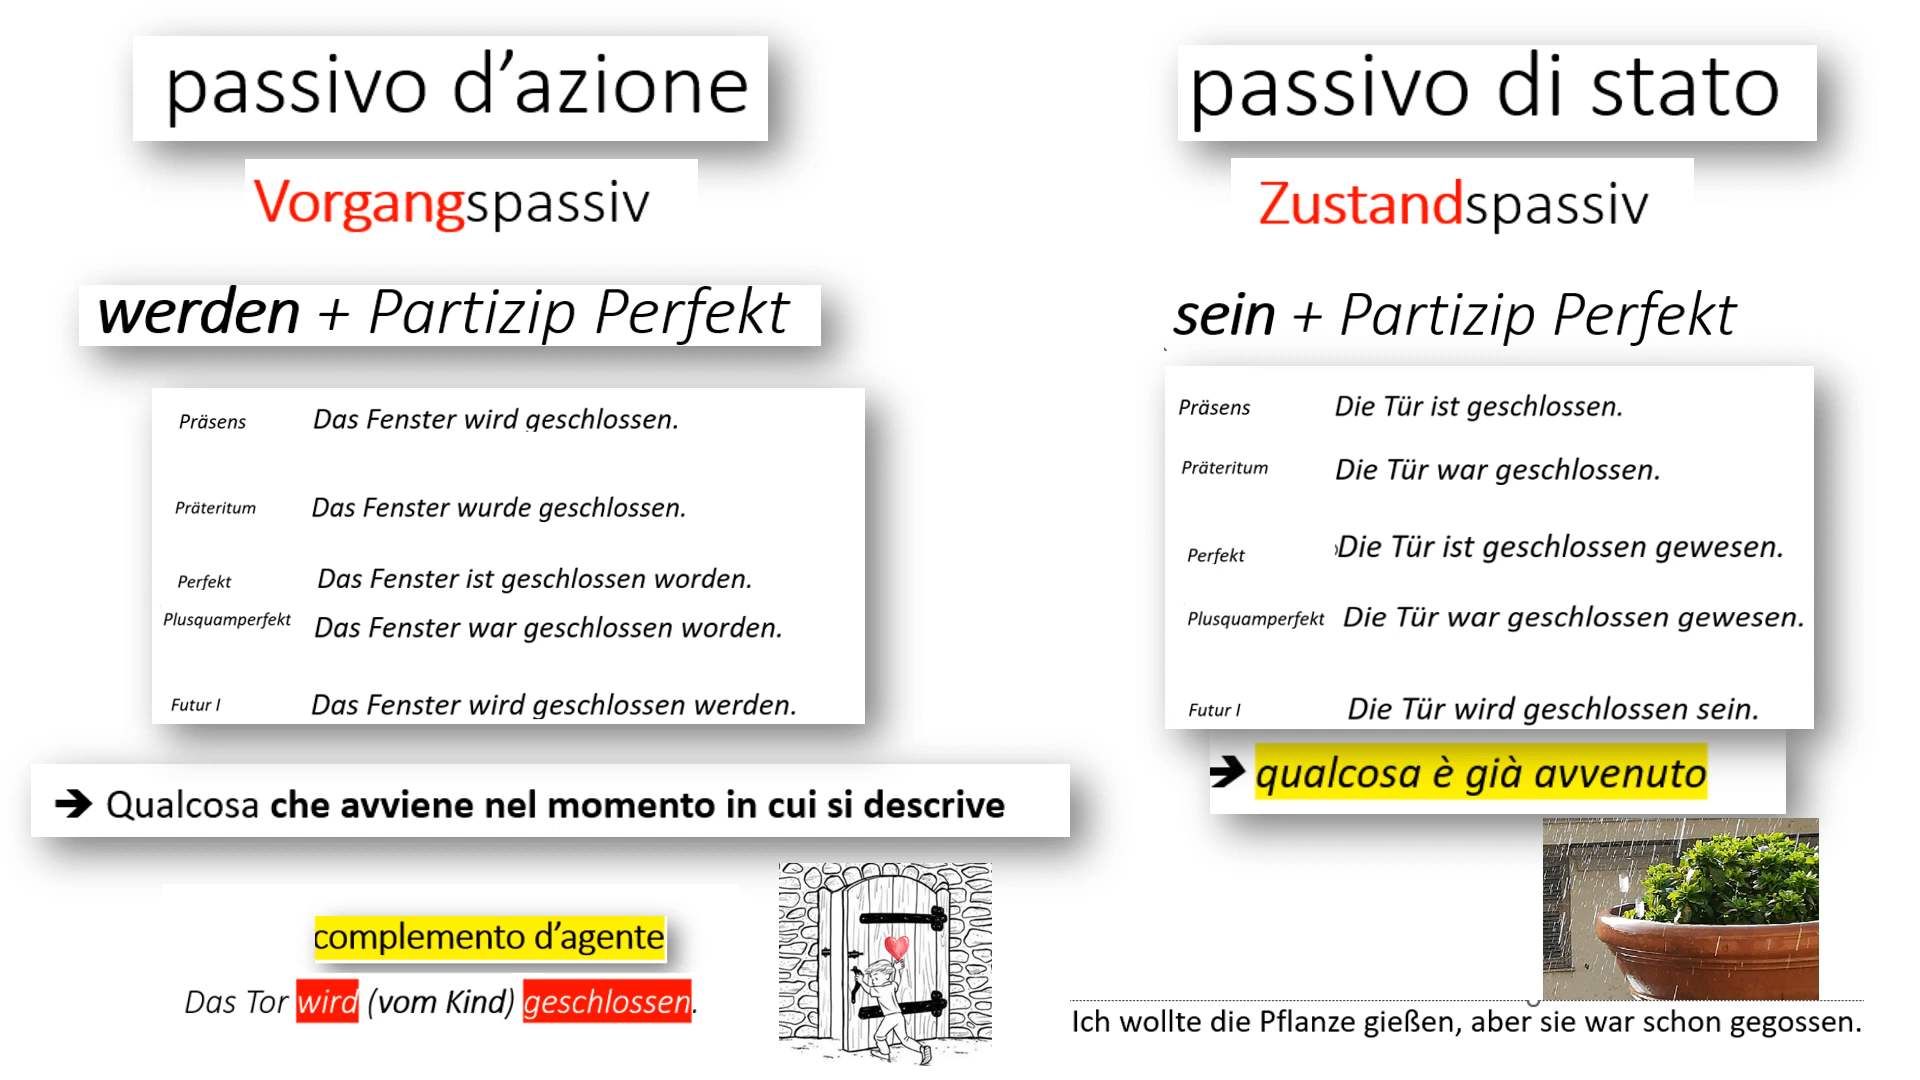 passivo d’azione
Vorgangspassiv
werden + Partizip Perfekt
Präsens Das Fenster wird geschlossen.
Präteritum Das Fenster wurde geschlossen.
Perfekt Das Fenster ist geschlossen worden.
Plusquamperfekt Das Fenster war geschlossen worden.
Futur I Das Fenster wird geschlossen werden.
➔ Qualcosa che avviene nel momento in cui si descrive
complemento d’agente
Das Tor wird (vom Kind) geschlossen.
passivo di stato
Zustandspassiv
sein + Partizip Perfekt
Präsens Die Tür ist geschlossen.
Präteritum Die Tür war geschlossen.
Perfekt Die Tür ist geschlossen gewesen.
Plusquamperfekt Die Tür war geschlossen gewesen.
Futur I Die Tür wird geschlossen sein.
➔ qualcosa è già avvenuto
Ich wollte die Pflanze gießen, aber sie war schon gegossen.